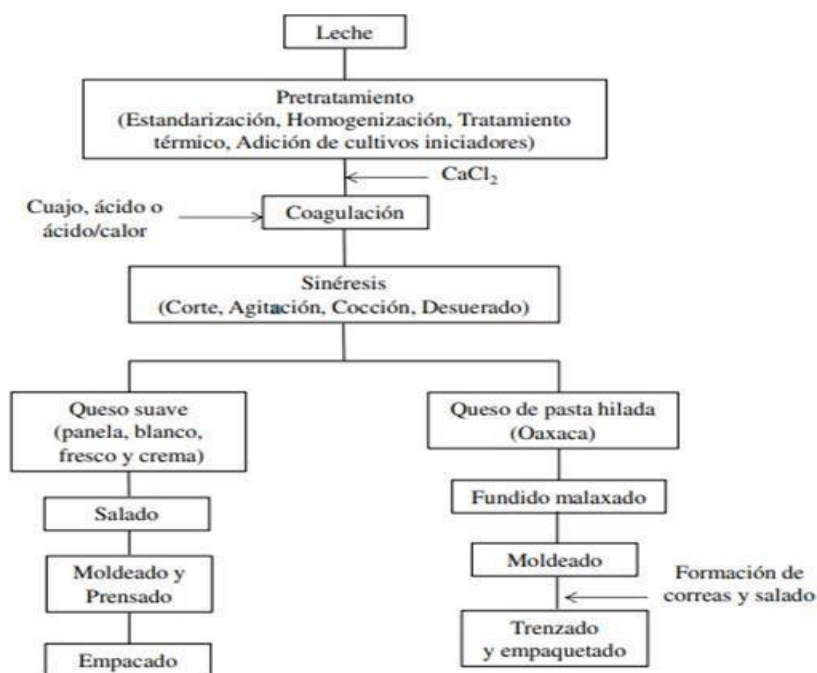 Leche
Pretratamiento
(Estandarización, Homogenización, Tratamiento
térmico, Adición de cultivos iniciadores)
CaCl₂
Cuajo, ácido o
ácido/calor
Coagulación
Sinéresis
(Corte, Agitación, Cocción, Desuerado)
Queso suave
(panela, blanco,
fresco y crema)
Salado
Moldeado y
Prensado
Empacado
Queso de pasta hilada
(Oaxaca)
Fundido malaxado
Moldeado
Formación de
correas y salado
Trenzado
y empaquetado